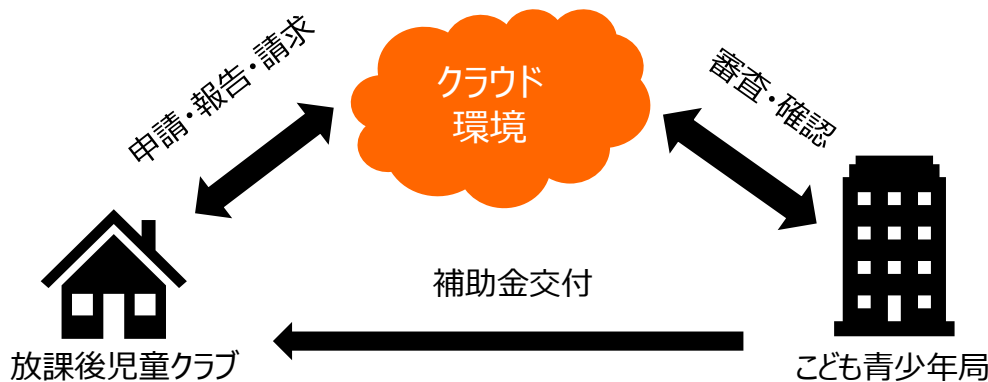 申請・報告・請求
クラウド
環境
審査・確認
補助金交付
放課後児童クラブ
こども青少年局